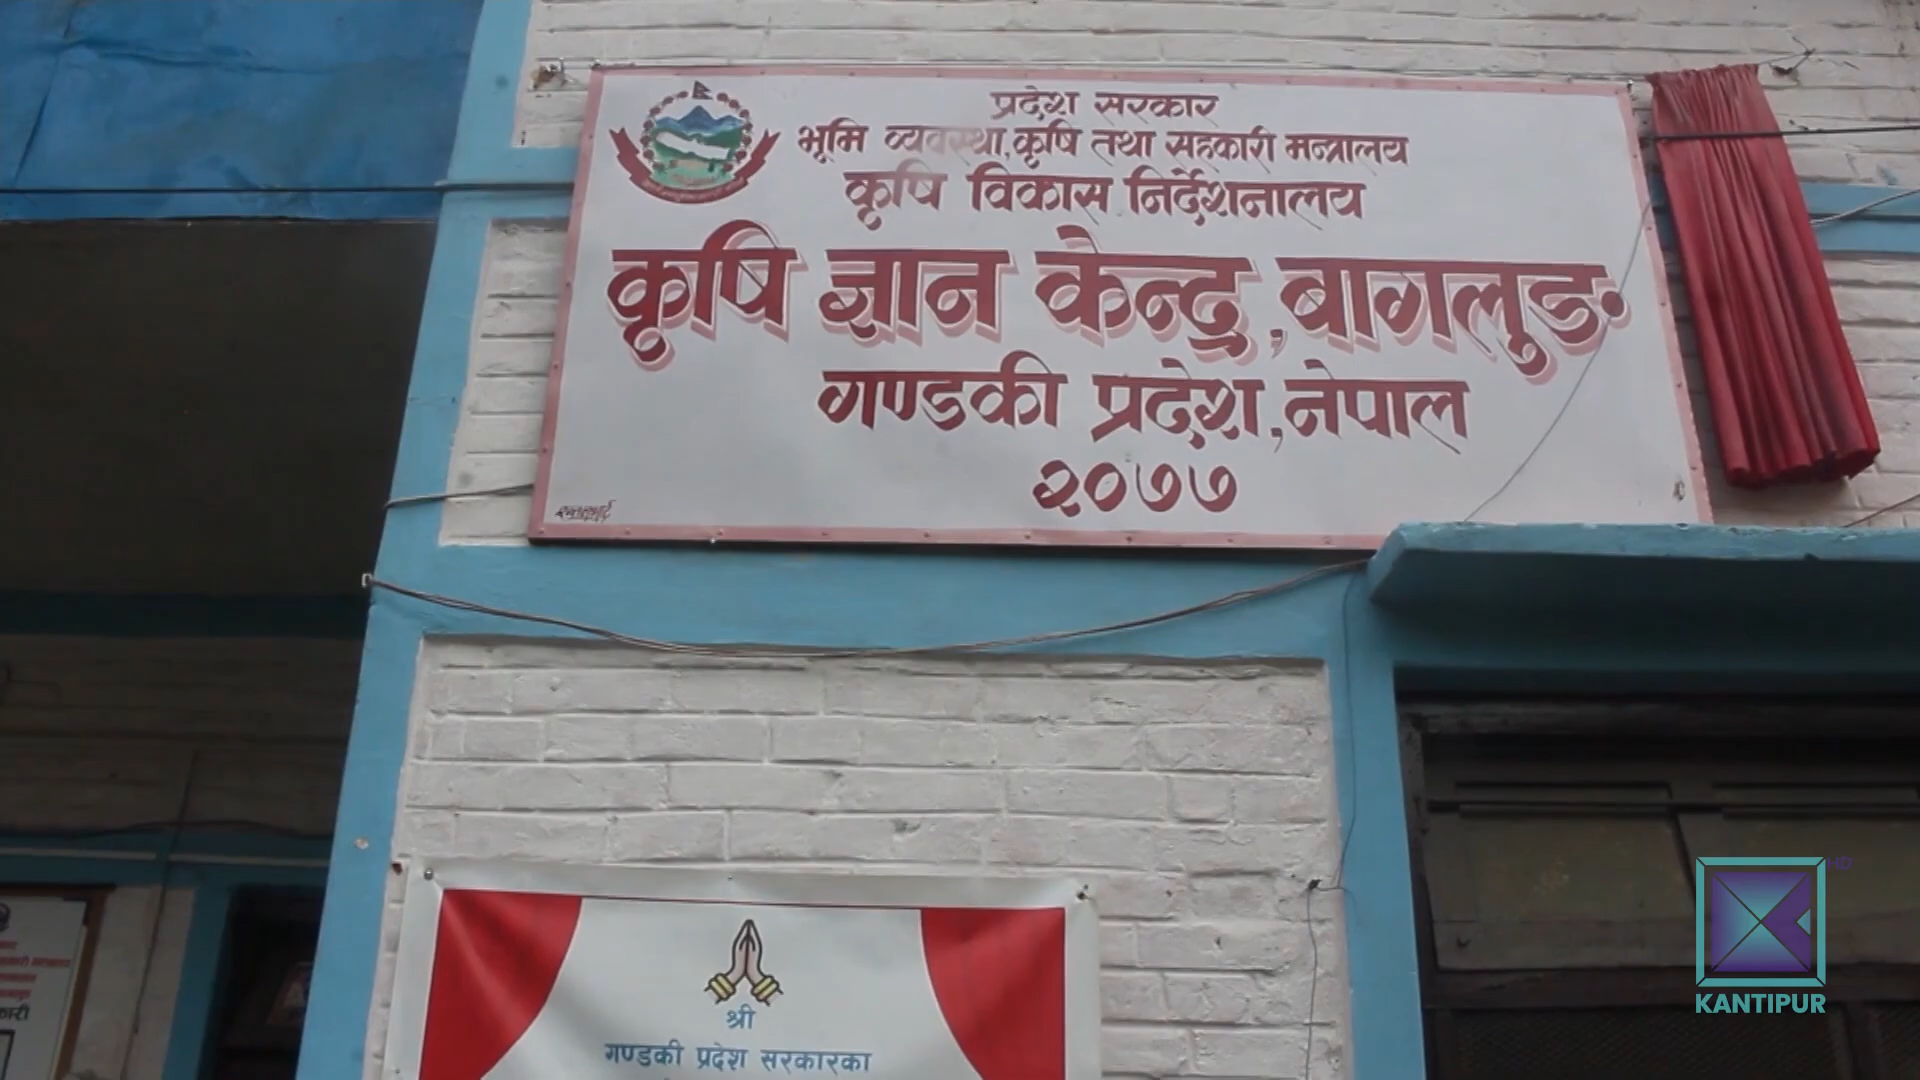 प्रदेश सरकार
भूमि व्यवस्था,कृषि तथा सहकारी मन्त्रालय
कृषि विकास निर्देशनालय
कृषि ज्ञान केन्द्र,बागलुङ
गण्डकी प्रदेश,नेपाल
२०७७
श्री
गण्डकी प्रदेश सरकारका
HD
KANTIPUR